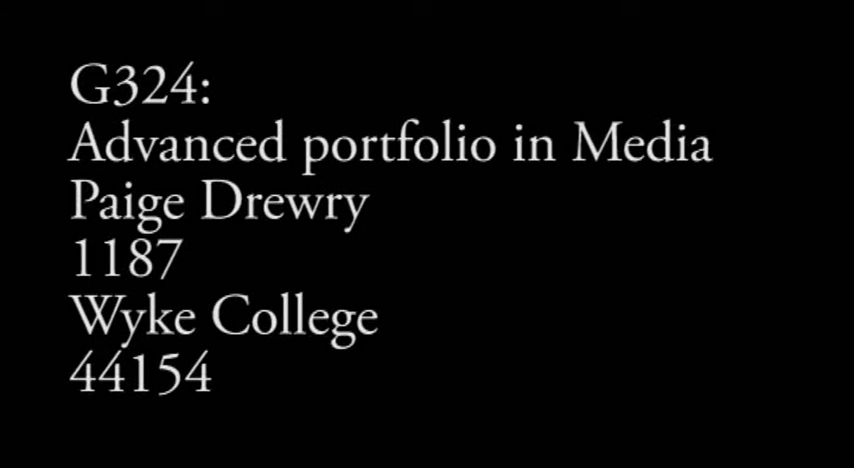 G324:
Advanced portfolio in Media
Paige Drewry
1187
Wyke College
44154